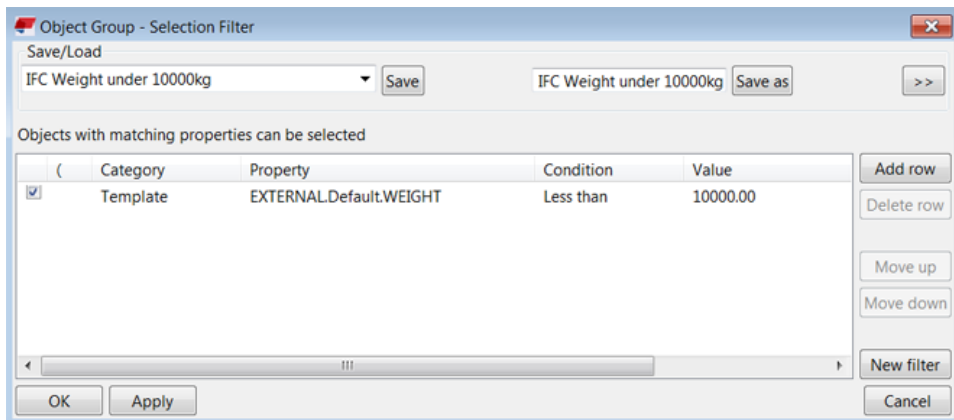 Object Group - Selection Filter
Save/Load
IFC Weight under 10000kg Save IFC Weight under 10000kg Save as >>
Objects with matching properties can be selected
( Category Property Condition Value Add row
Template EXTERNAL.Default.WEIGHT Less than 10000.00
Delete row
Move up
Move down
New filter
OK Apply Cancel